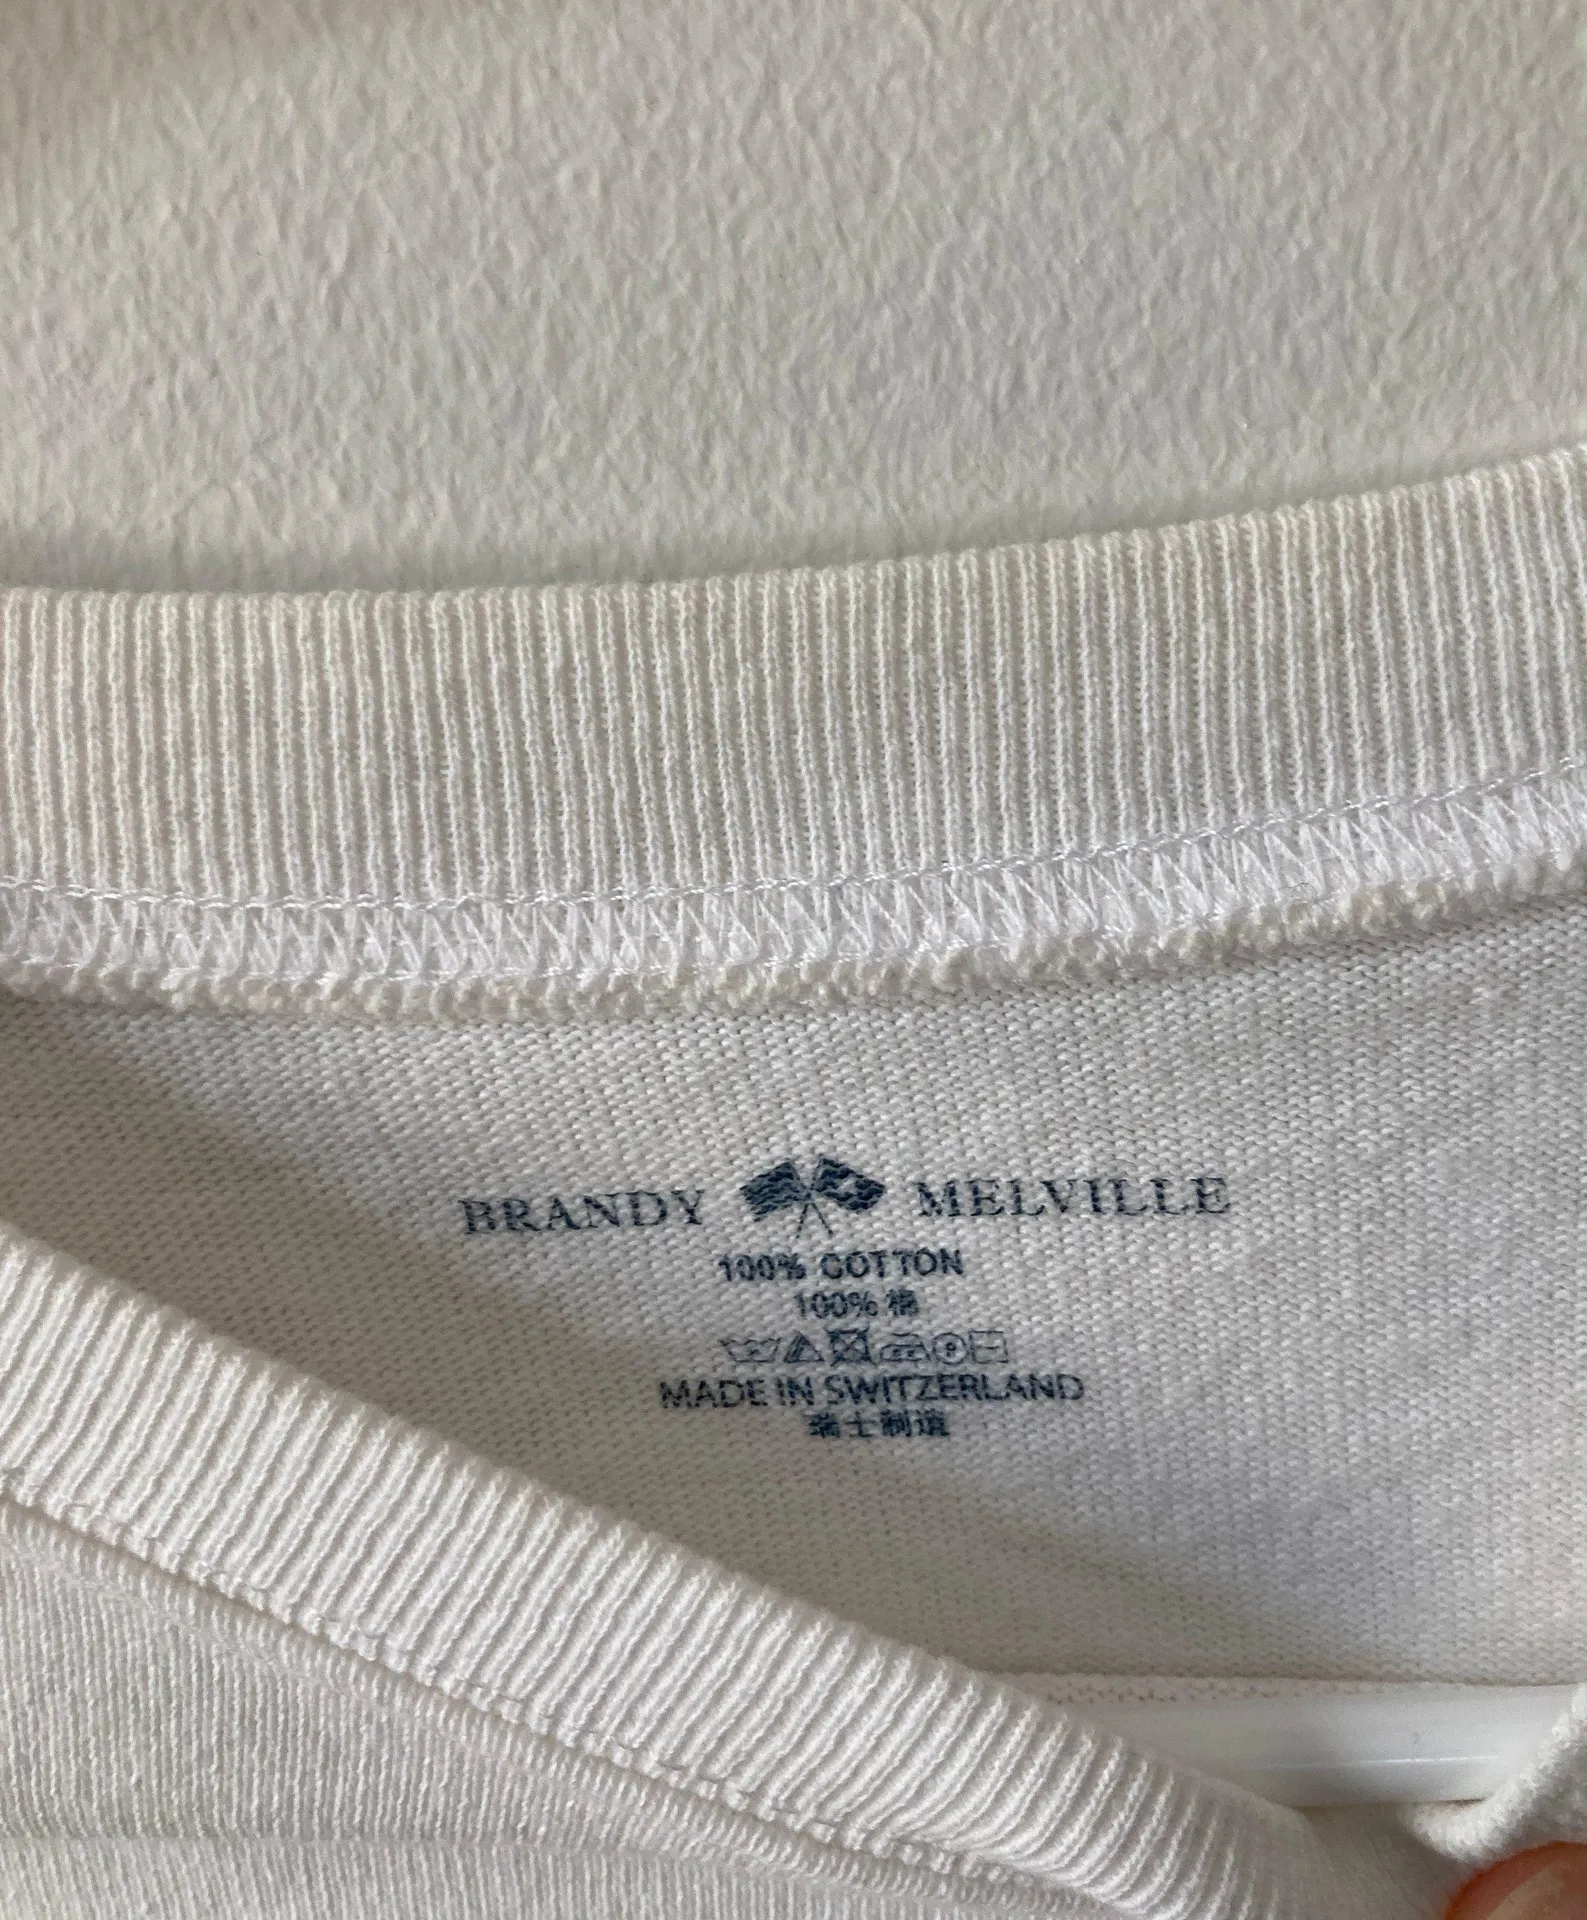 BRANDY MELVILLE
100% COTTON
100% 棉
MADE IN SWITZERLAND
瑞士制造